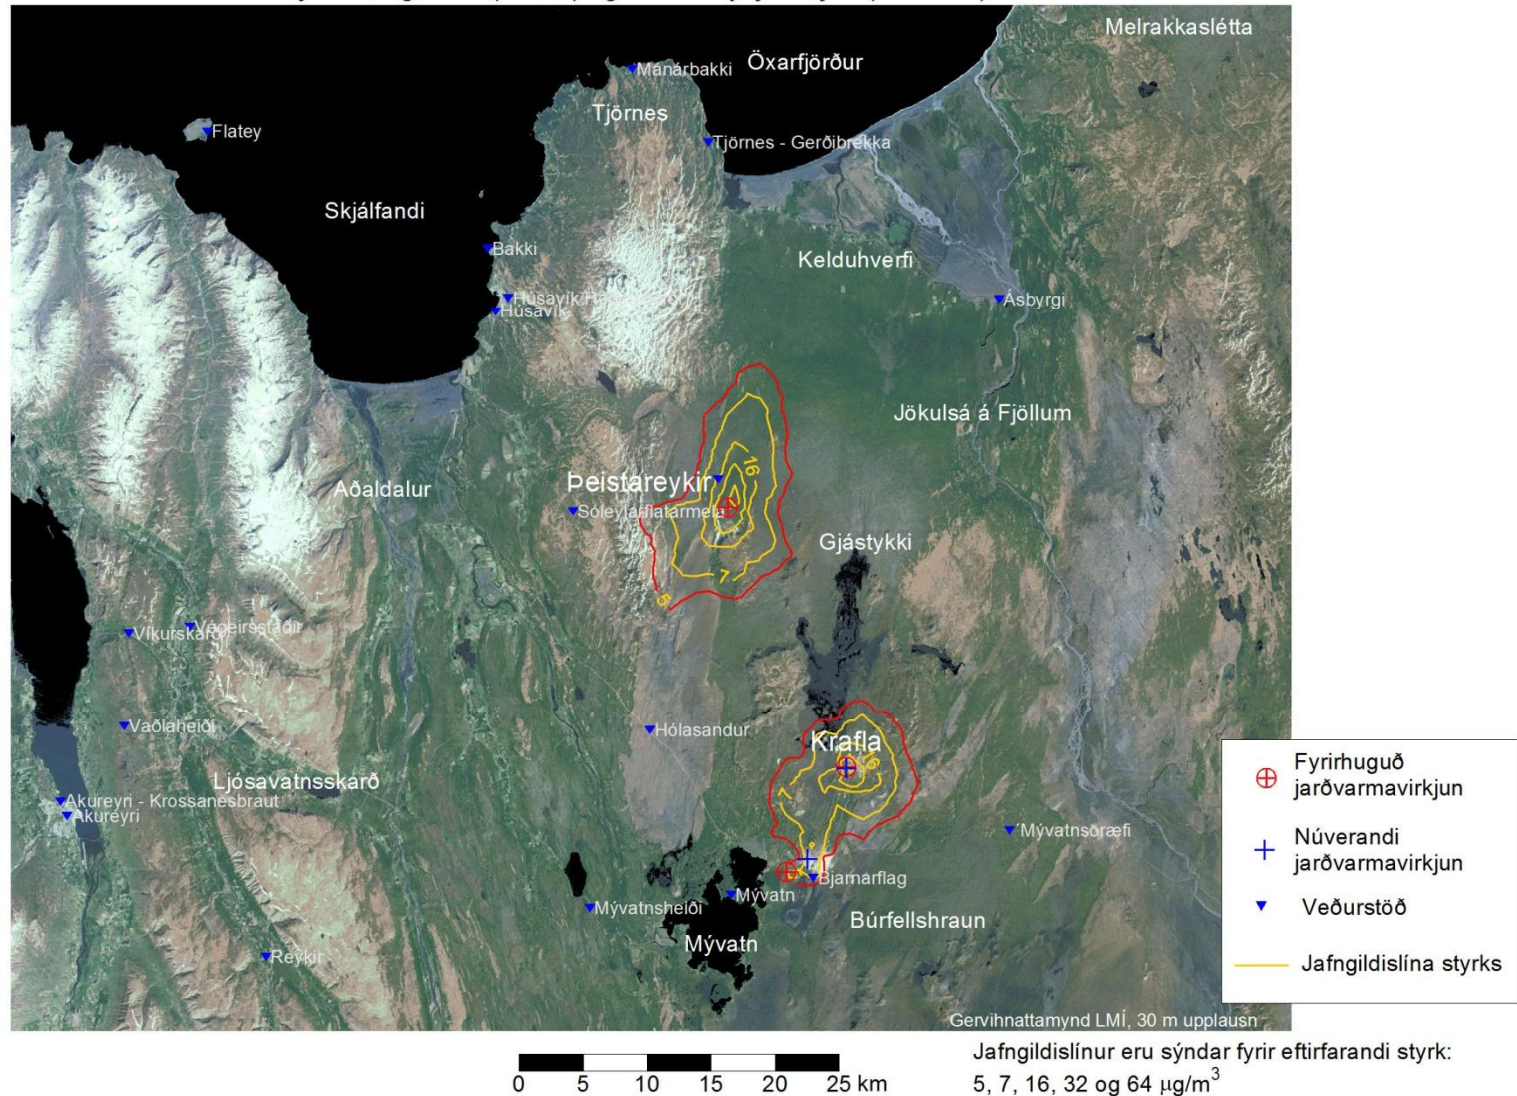 Melrakkaslétta
Öxarfjörður
Mánárbakki
Tjörnes
Flatey
Tjörnes - Gerðibrekka
Skjálfandi
Bakki
Kelduhverfi
Húsavík
Ásbyrgi
Húsavík
Jökulsá á Fjöllum
16
Þeistareykir
Aðaldalur
Gjástykki
7
5
Végeirsstaðir
Víkurskarð
Vaðlaheiði
Hólasandur
Krafla
16
Ljósavatnsskarð
7
Akureyri - Krossanesbraut
Akureyri
Mývatnsöræfi
Bjarnarflag
Mývatn
Mývatnsheiði
Búrfellshraun
Mývatn
Reykir
Fyrirhuguð
jarðvarmavirkjun
Núverandi
jarðvarmavirkjun
Veðurstöð
Jafngildislína styrks
Gervihnattamynd LMÍ, 30 m upplausn
0 5 10 15 20 25 km
Jafngildislínur eru sýndar fyrir eftirfarandi styrk:
5, 7, 16, 32 og 64 µg/m³